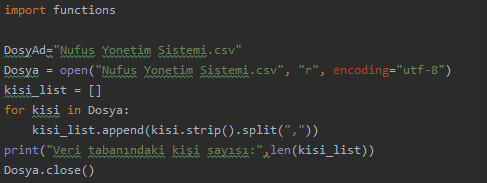 import functions
DosyAd="Nufus Yonetim Sistemi.csv"
Dosya = open("Nufus Yonetim Sistemi.csv", "r", encoding="utf-8")
kisi_list = []
for kisi in Dosya:
    kisi_list.append(kisi.strip().split(","))
print("Veri tabanındaki kişi sayısı:",len(kisi_list))
Dosya.close()